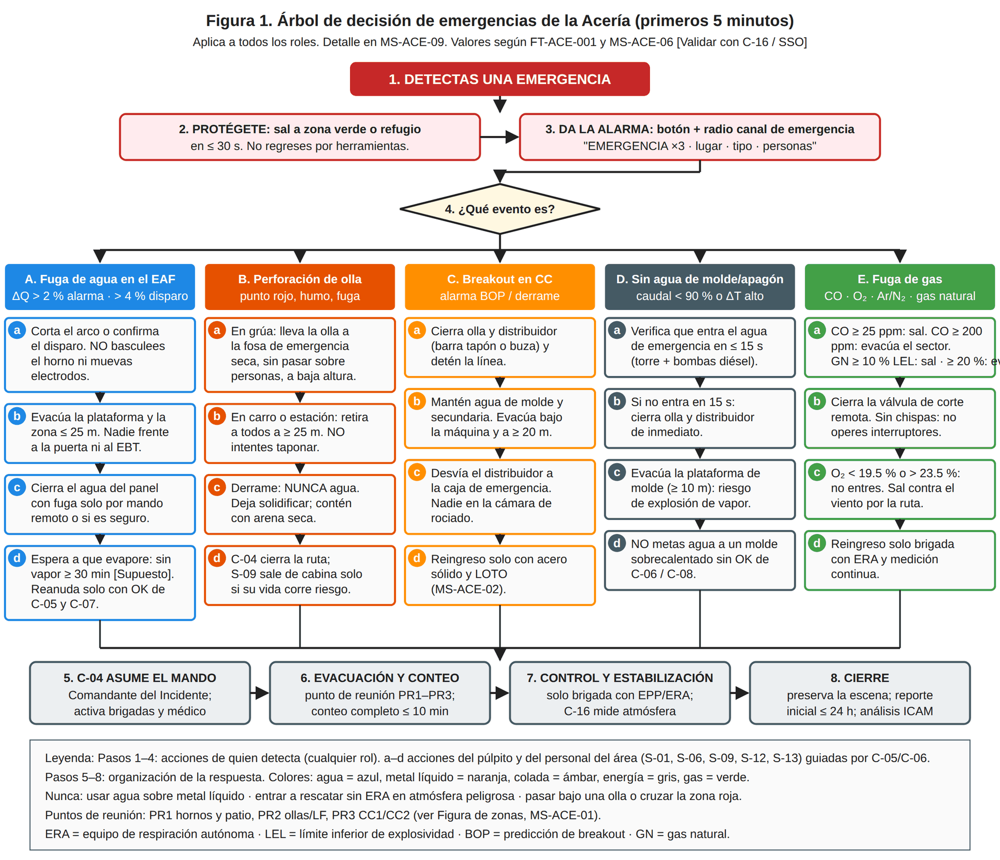 Figura 1. Árbol de decisión de emergencias de la Acería (primeros 5 minutos)
Aplica a todos los roles. Detalle en MS-ACE-09. Valores según FT-ACE-001 y MS-ACE-06 [Validar con C-16 / SSO]
1. DETECTAS UNA EMERGENCIA
2. PROTÉGETE: sal a zona verde o refugio
en ≤ 30 s. No regreses por herramientas.
3. DA LA ALARMA: botón + radio canal de emergencia
"EMERGENCIA ×3 · lugar · tipo · personas"
4. ¿Qué evento es?
A. Fuga de agua en el EAF
ΔQ > 2 % alarma · > 4 % disparo
a
Corta el arco o confirma
el disparo. NO basculees
el horno ni muevas
electrodos.
b
Evacúa la plataforma y la
zona ≤ 25 m. Nadie frente
a la puerta ni al EBT.
c
Cierra el agua del panel
con fuga solo por mando
remoto o si es seguro.
d
Espera a que evapore: sin
vapor ≥ 30 min [Supuesto].
Reanuda solo con OK de
C-05 y C-07.
B. Perforación de olla
punto rojo, humo, fuga
a
En grúa: lleva la olla a
la fosa de emergencia
seca, sin pasar sobre
personas, a baja altura.
b
En carro o estación: retira
a todos a ≥ 25 m. NO
intentes taponar.
c
Derrame: NUNCA agua.
Deja solidificar; contén
con arena seca.
d
C-04 cierra la ruta;
S-09 sale de cabina solo
si su vida corre riesgo.
C. Breakout en CC
alarma BOP / derrame
a
Cierra olla y distribuidor
(barra tapón o buza) y
detén la línea.
b
Mantén agua de molde y
secundaria. Evacúa bajo
la máquina y a ≥ 20 m.
c
Desvía el distribuidor a
la caja de emergencia.
Nadie en la cámara de
rociado.
d
Reingreso solo con acero
sólido y LOTO
(MS-ACE-02).
D. Sin agua de molde/apagón
caudal < 90 % o ΔT alto
a
Verifica que entra el agua
de emergencia en ≤ 15 s
(torre + bombas diésel).
b
Si no entra en 15 s:
cierra olla y distribuidor
de inmediato.
c
Evacúa la plataforma de
molde (≥ 10 m): riesgo
de explosión de vapor.
d
NO metas agua a un molde
sobrecalentado sin OK de
C-06 / C-08.
E. Fuga de gas
CO · O₂ · Ar/N₂ · gas natural
a
CO ≥ 25 ppm: sal. CO ≥ 200
ppm: evacúa el sector.
GN ≥ 10 % LEL: sal · ≥ 20 %:
b
Cierra la válvula de corte
remota. Sin chispas: no
operes interruptores.
c
O₂ < 19.5 % o > 23.5 %:
no entres. Sal contra el
viento por la ruta.
d
Reingreso solo brigada
con ERA y medición
continua.
5. C-04 ASUME EL MANDO
Comandante del Incidente;
activa brigadas y médico
6. EVACUACIÓN Y CONTEO
punto de reunión PR1–PR3;
conteo completo ≤ 10 min
7. CONTROL Y ESTABILIZACIÓN
solo brigada con EPP/ERA;
C-16 mide atmósfera
8. CIERRE
preserva la escena; reporte
inicial ≤ 24 h; análisis ICAM
Leyenda: Pasos 1–4: acciones de quien detecta (cualquier rol). a–d acciones del púlpito y del personal del área (S-01, S-06, S-09, S-12, S-13) guiadas por C-05/C-06.
Pasos 5–8: organización de la respuesta. Colores: agua = azul, metal líquido = naranja, colada = ámbar, energía = gris, gas = verde.
Nunca: usar agua sobre metal líquido · entrar a rescatar sin ERA en atmósfera peligrosa · pasar bajo una olla o cruzar la zona roja.
Puntos de reunión: PR1 hornos y patio, PR2 ollas/LF, PR3 CC1/CC2 (ver Figura de zonas, MS-ACE-01).
ERA = equipo de respiración autónoma · LEL = límite inferior de explosividad · BOP = predicción de breakout · GN = gas natural.